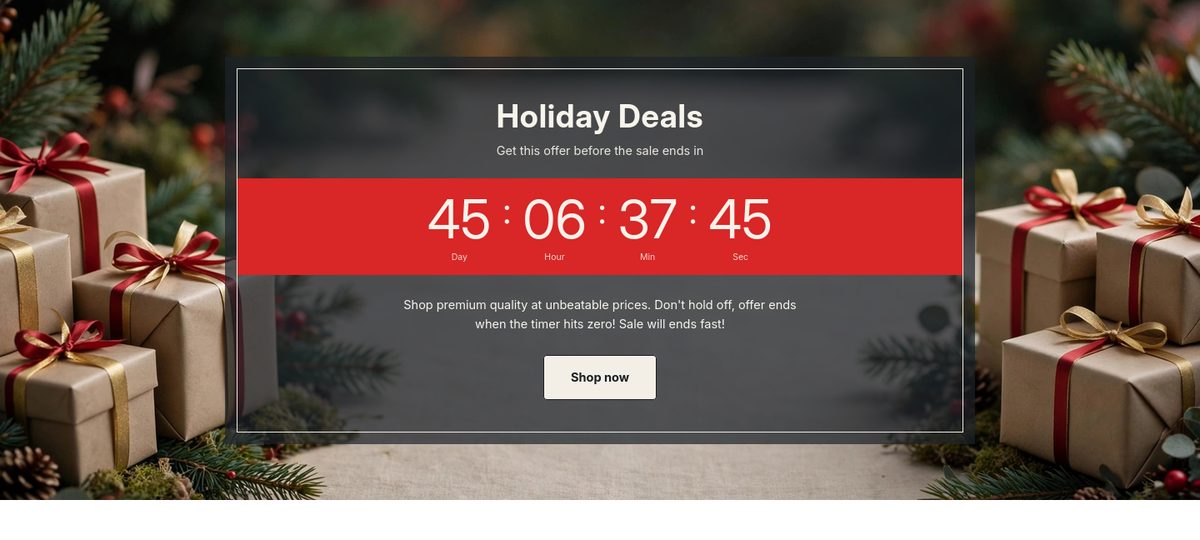 Holiday Deals
Get this offer before the sale ends in
45 : 06 : 37 : 45
Day Hour Min Sec
Shop premium quality at unbeatable prices. Don't hold off, offer ends
when the timer hits zero! Sale will ends fast!
Shop now